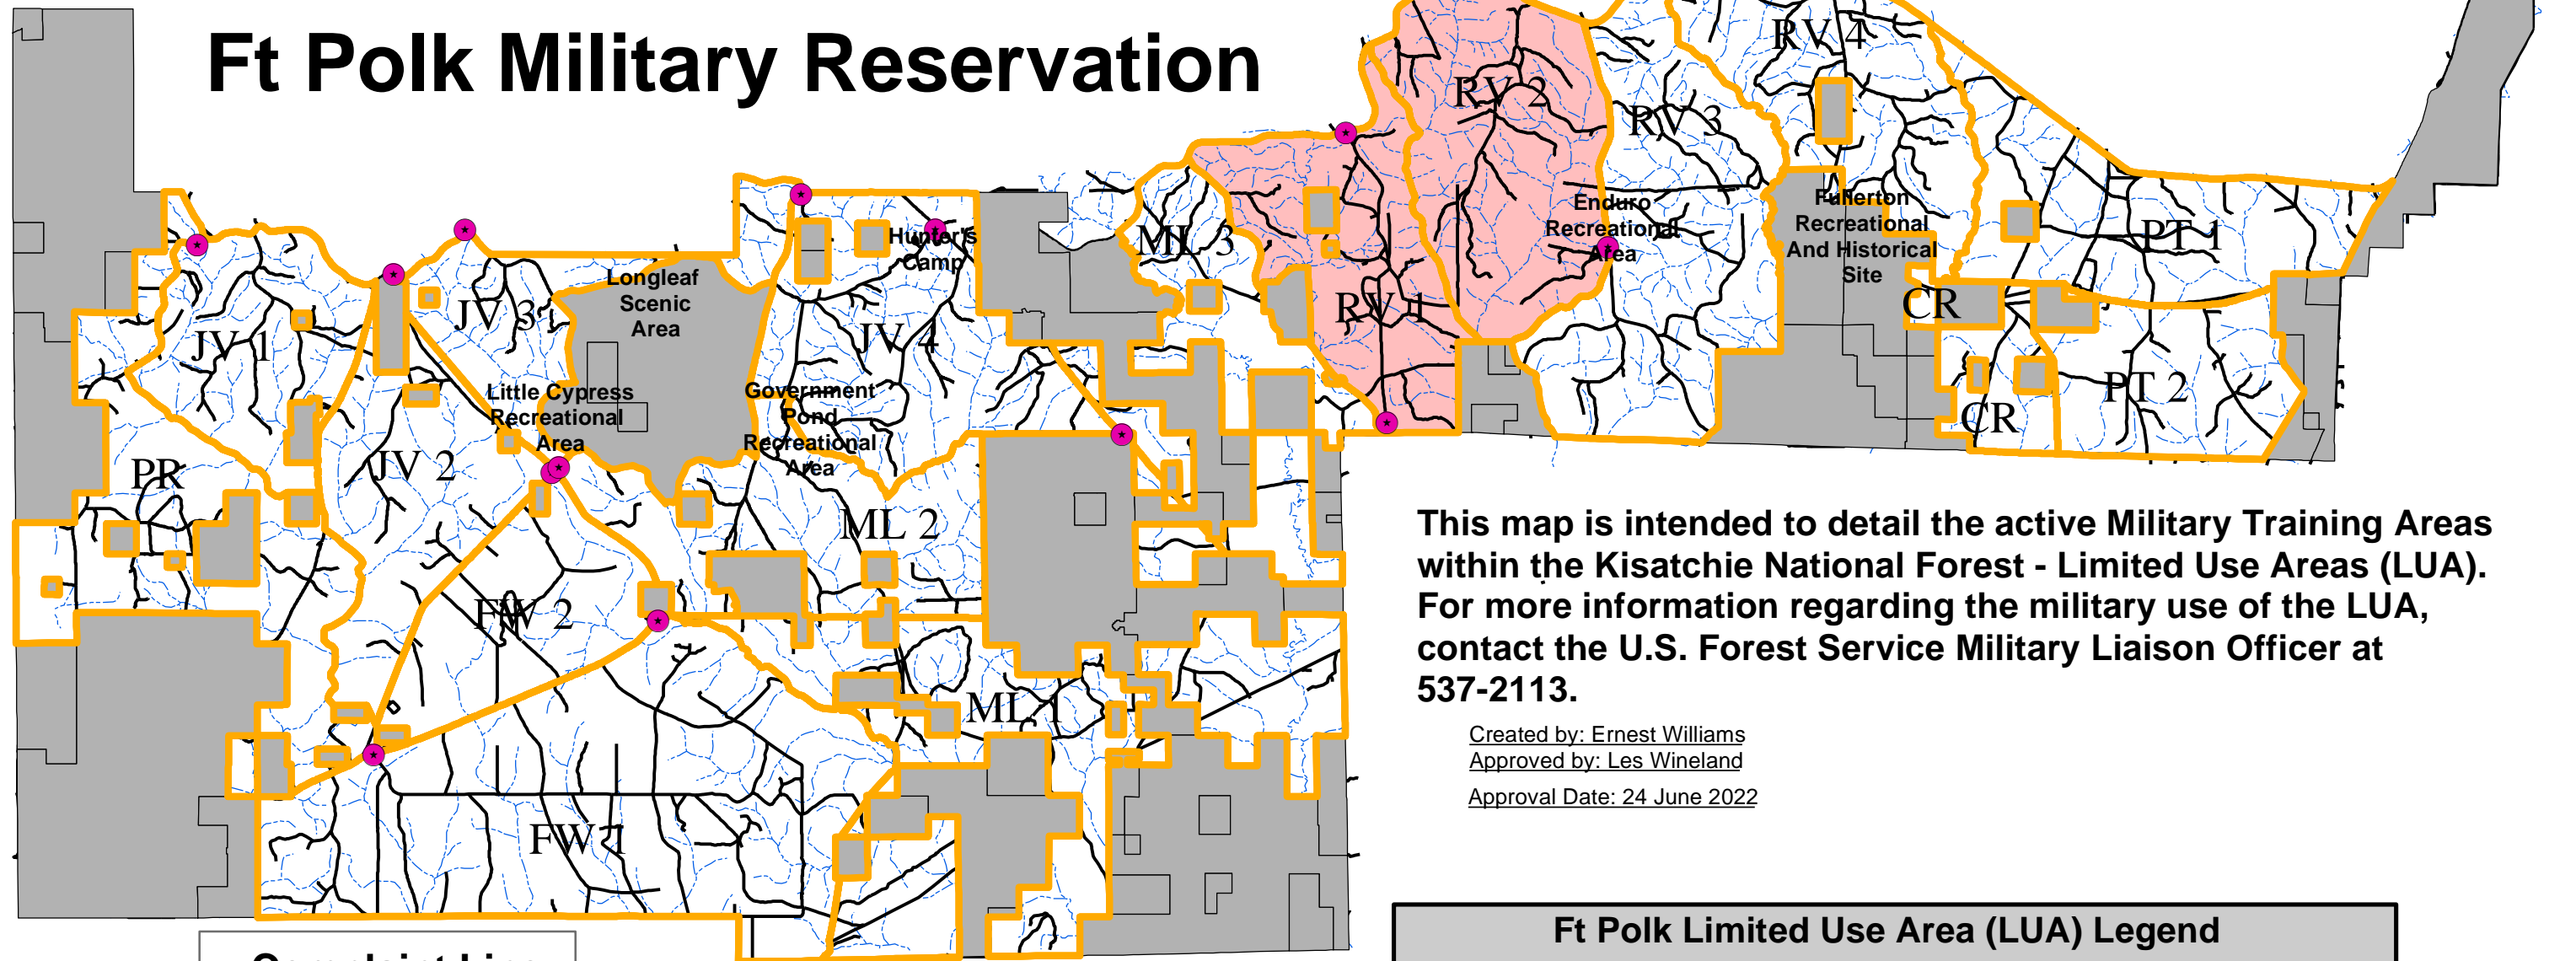 Ft Polk Military Reservation
RV 4
RV 2
RV 3
Enduro
Recreational
Area
Fullerton
Recreational
And Historical
Site
PT 1
ML 3
Hunter's
Camp
Longleaf
Scenic
Area
RV 1
CR
JV 3
JV 1
JV 4
PT 2
Little Cypress
Recreational
Area
Government
Pond
Recreational
Area
CR
PR
JV 2
ML 2
FW 2
ML 1
FW 1
This map is intended to detail the active Military Training Areas
within the Kisatchie National Forest - Limited Use Areas (LUA).
For more information regarding the military use of the LUA,
contact the U.S. Forest Service Military Liaison Officer at
537-2113.
Created by: Ernest Williams
Approved by: Les Wineland
Approval Date: 24 June 2022
Ft Polk Limited Use Area (LUA) Legend